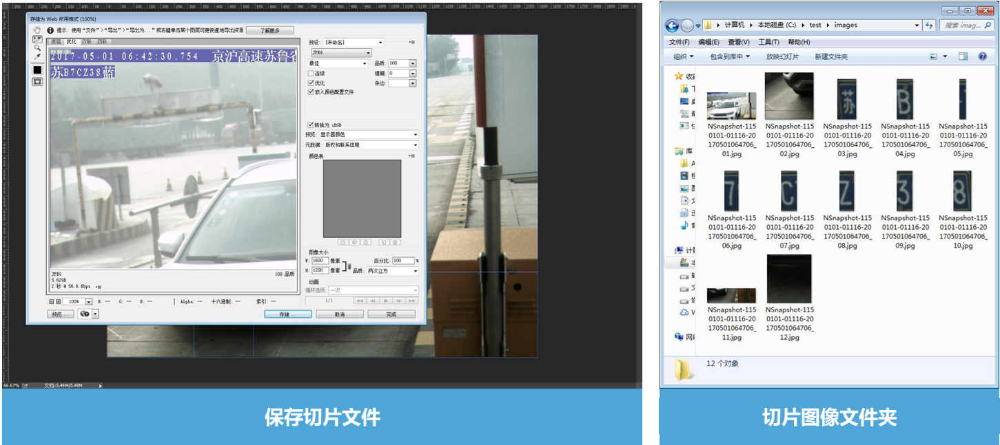 存储为 Web 所用格式 (100%)
提示: 使用 "文件">"导出">"导出为..." 或右键单击某个图层可更快速地导出资源
了解更多
原稿 优化 双联 四联
2017-05-01 06:42:30.754 京沪高速苏鲁省
苏B7CZ38蓝
JPEG
5.629K
2 秒 @ 56.6 Kbps
100 品质
100% R: -- G: -- B: -- Alpha: -- 十六进制: -- 索引: --
预览...
存储...
取消
完成
预设: [未命名]
JPEG
最佳
品质: 100
连续
模糊: 0
优化
杂边:
嵌入颜色配置文件
转换为 sRGB
预览: 显示器颜色
元数据: 版权和联系信息
颜色表
图像大小
W: 1600 像素
百分比: 100 %
H: 1200 像素
品质: 两次立方
动画
循环选项: 一次
1/1
66.67%
文档:5.49M/5.49M
保存切片文件
计算机 本地磁盘 (C:) test images
搜索 imag...
文件(F) 编辑(E) 查看(V) 工具(T) 帮助(H)
组织 包含到库中 放映幻灯片 新建文件夹
库
苏
B
7
C
Z
3
8
NSnapshot-1150101-01116-20170501064706_01.jpg
NSnapshot-1150101-01116-20170501064706_02.jpg
NSnapshot-1150101-01116-20170501064706_03.jpg
NSnapshot-1150101-01116-20170501064706_04.jpg
NSnapshot-1150101-01116-20170501064706_05.jpg
NSnapshot-1150101-01116-20170501064706_06.jpg
NSnapshot-1150101-01116-20170501064706_07.jpg
NSnapshot-1150101-01116-20170501064706_08.jpg
NSnapshot-1150101-01116-20170501064706_09.jpg
NSnapshot-1150101-01116-20170501064706_10.jpg
NSnapshot-1150101-01116-20170501064706_11.jpg
NSnapshot-1150101-01116-20170501064706_12.jpg
12 个对象
切片图像文件夹